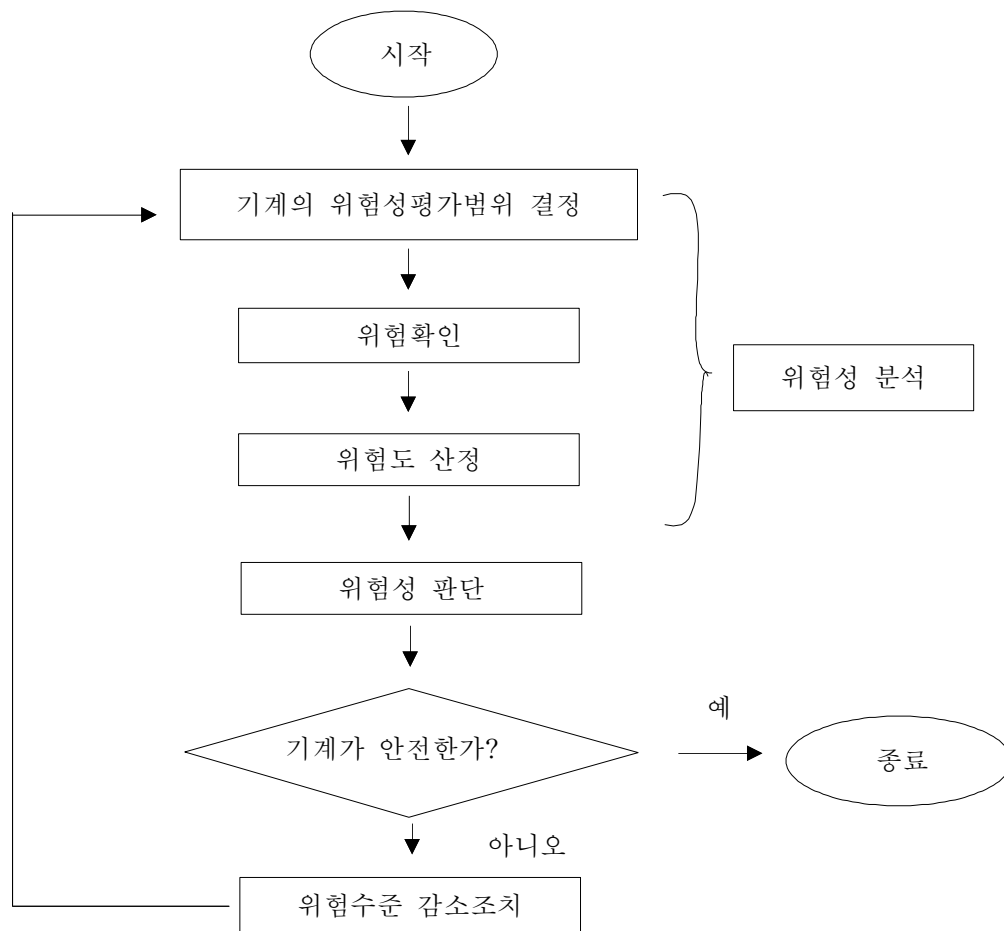 시작
기계의 위험성평가범위 결정
위험확인
위험성 분석
위험도 산정
위험성 판단
예
기계가 안전한가?
종료
아니오
위험수준 감소조치